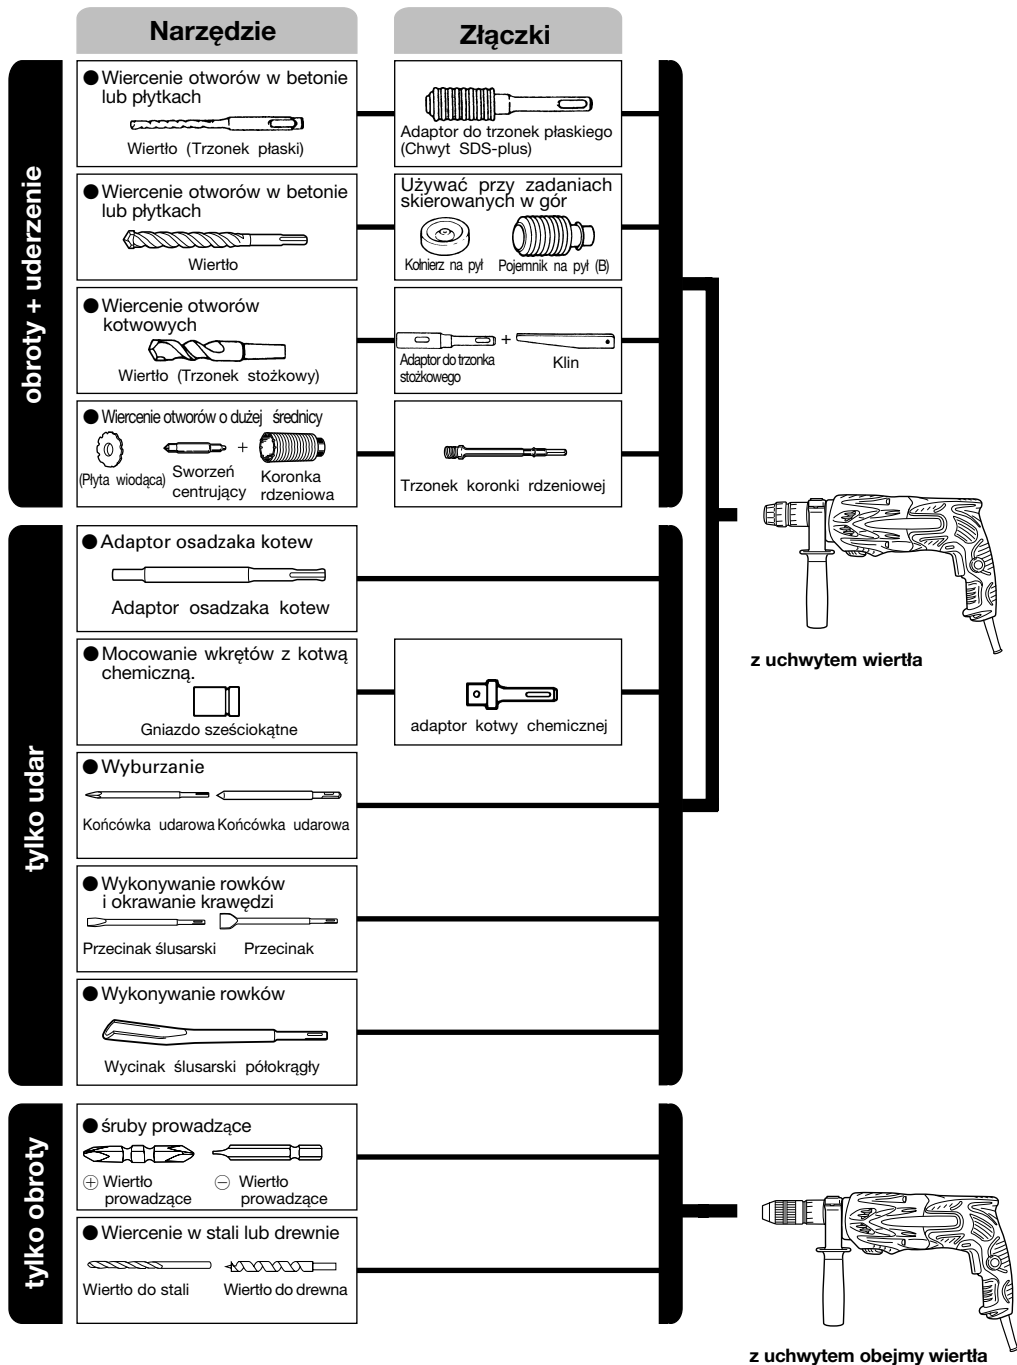 Narzędzie
Złączki
obroty + uderzenie
● Wiercenie otworów w betonie
lub płytkach
Wiertło (Trzonek płaski)
Adaptor do trzonek płaskiego
(Chwyt SDS-plus)
● Wiercenie otworów w betonie
lub płytkach
Wiertło
Używać przy zadaniach
skierowanych w gór
Kołnierz na pył
Pojemnik na pył (B)
● Wiercenie otworów
kotwowych
Wiertło (Trzonek stożkowy)
+
Adaptor do trzonka
stożkowego
Klin
● Wiercenie otworów o dużej średnicy
+
(Płyta wiodąca)
Sworzeń
centrujący
Koronka
rdzeniowa
Trzonek koronki rdzeniowej
z uchwytem wiertła
tylko udar
● Adaptor osadzaka kotew
Adaptor osadzaka kotew
● Mocowanie wkrętów z kotwą
chemiczną.
Gniazdo sześciokątne
adaptor kotwy chemicznej
● Wyburzanie
Końcówka udarowa Końcówka udarowa
● Wykonywanie rowków
i okrawanie krawędzi
Przecinak ślusarski
Przecinak
● Wykonywanie rowków
Wycinak ślusarski półokrągły
tylko obroty
● śruby prowadzące
⊕ Wiertło
prowadzące
⊖ Wiertło
prowadzące
● Wiercenie w stali lub drewnie
Wiertło do stali
Wiertło do drewna
z uchwytem obejmy wiertła